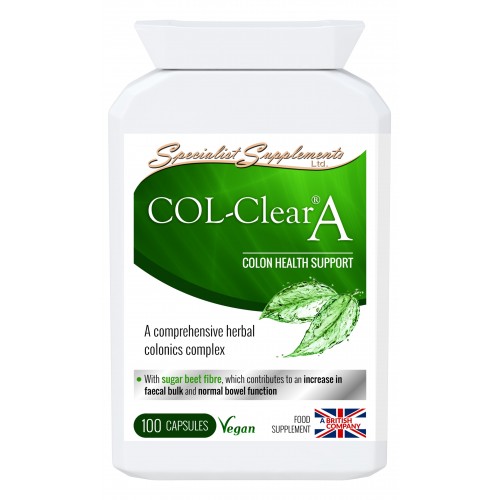 Specialist Supplements
Ltd.
COL-Clear® A
COLON HEALTH SUPPORT
A comprehensive herbal
colonics complex
• With sugar beet fibre, which contributes to an increase in
faecal bulk and normal bowel function
100 CAPSULES Vegan FOOD
SUPPLEMENT
A BRITISH
COMPANY